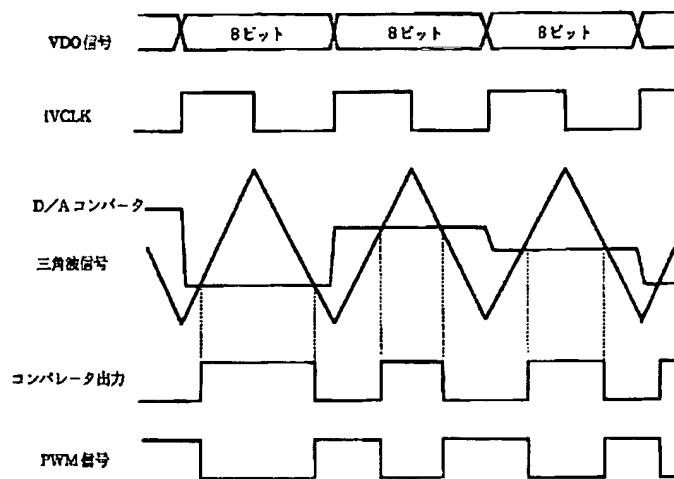 VDO信号
8ビット 8ビット 8ビット
IVCLK
D/Aコンバータ
三角波信号
コンパレータ出力
PWM信号